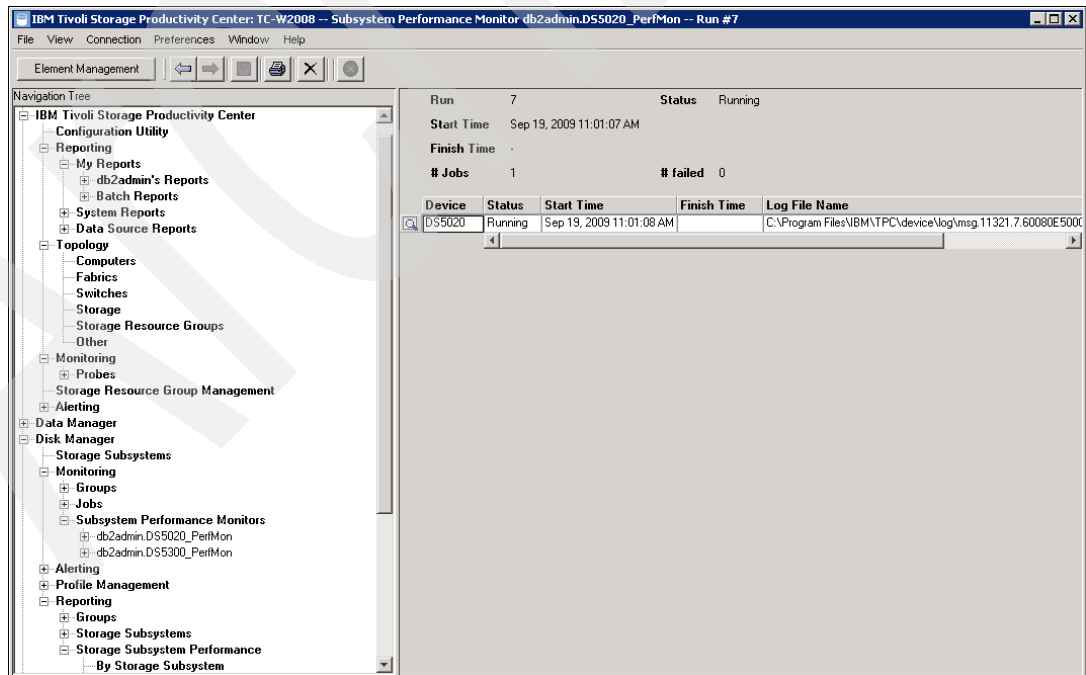 IBM Tivoli Storage Productivity Center: TC-W2008 -- Subsystem Performance Monitor db2admin.DS5020_PerfMon -- Run #7
File View Connection Preferences Window Help
Element Management
Navigation Tree
IBM Tivoli Storage Productivity Center
Configuration Utility
Reporting
My Reports
db2admin's Reports
Batch Reports
System Reports
Data Source Reports
Topology
Computers
Fabrics
Switches
Storage
Storage Resource Groups
Other
Monitoring
Probes
Storage Resource Group Management
Alerting
Data Manager
Disk Manager
Storage Subsystems
Monitoring
Groups
Jobs
Subsystem Performance Monitors
db2admin.DS5020_PerfMon
db2admin.DS5300_PerfMon
Alerting
Profile Management
Reporting
Groups
Storage Subsystems
Storage Subsystem Performance
By Storage Subsystem
Run 7 Status Running
Start Time Sep 19, 2009 11:01:07 AM
Finish Time -
# Jobs 1 # failed 0
Device Status Start Time Finish Time Log File Name
DS5020 Running Sep 19, 2009 11:01:08 AM C:\Program Files\IBM\TPC\device\log\msg.11321.7.60080E5000